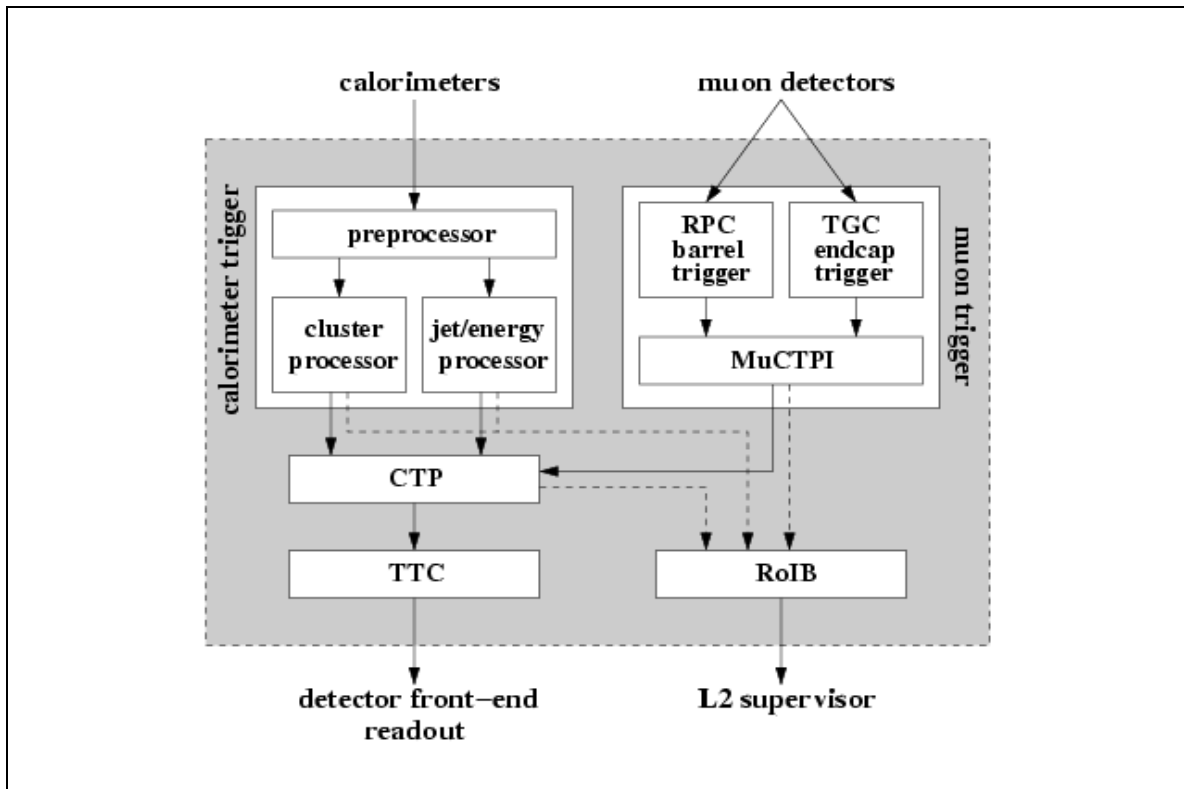 calorimeters
muon detectors
calorimeter trigger
preprocessor
cluster
processor
jet/energy
processor
RPC
barrel
trigger
TGC
endcap
trigger
MuCTPI
muon trigger
CTP
TTC
RoIB
detector front−end
readout
L2 supervisor